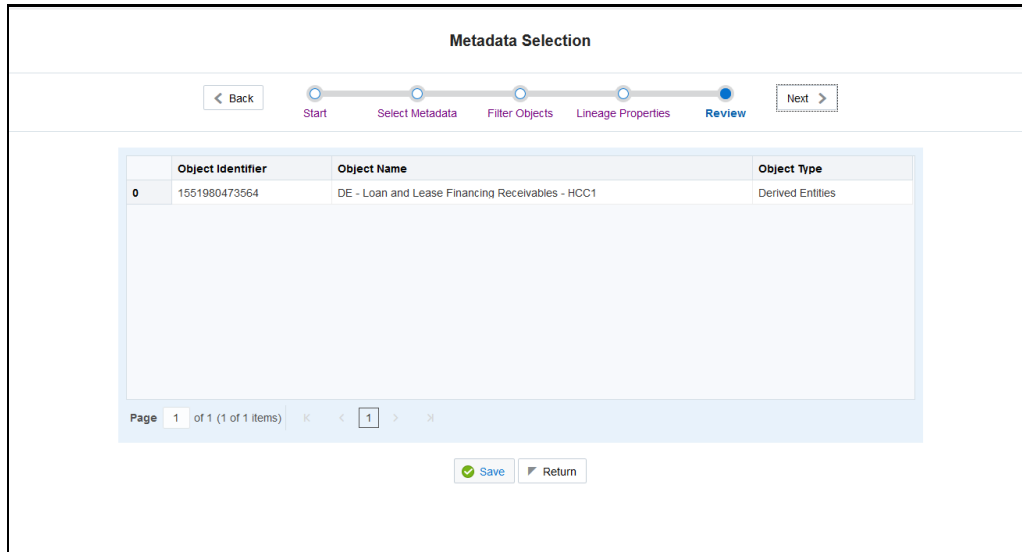 Metadata Selection
Back
Next
Start
Select Metadata
Filter Objects
Lineage Properties
Review
Object Identifier Object Name Object Type
0 1551980473564 DE - Loan and Lease Financing Receivables - HCC1 Derived Entities
Page 1 of 1 (1 of 1 items) 1
Save Return